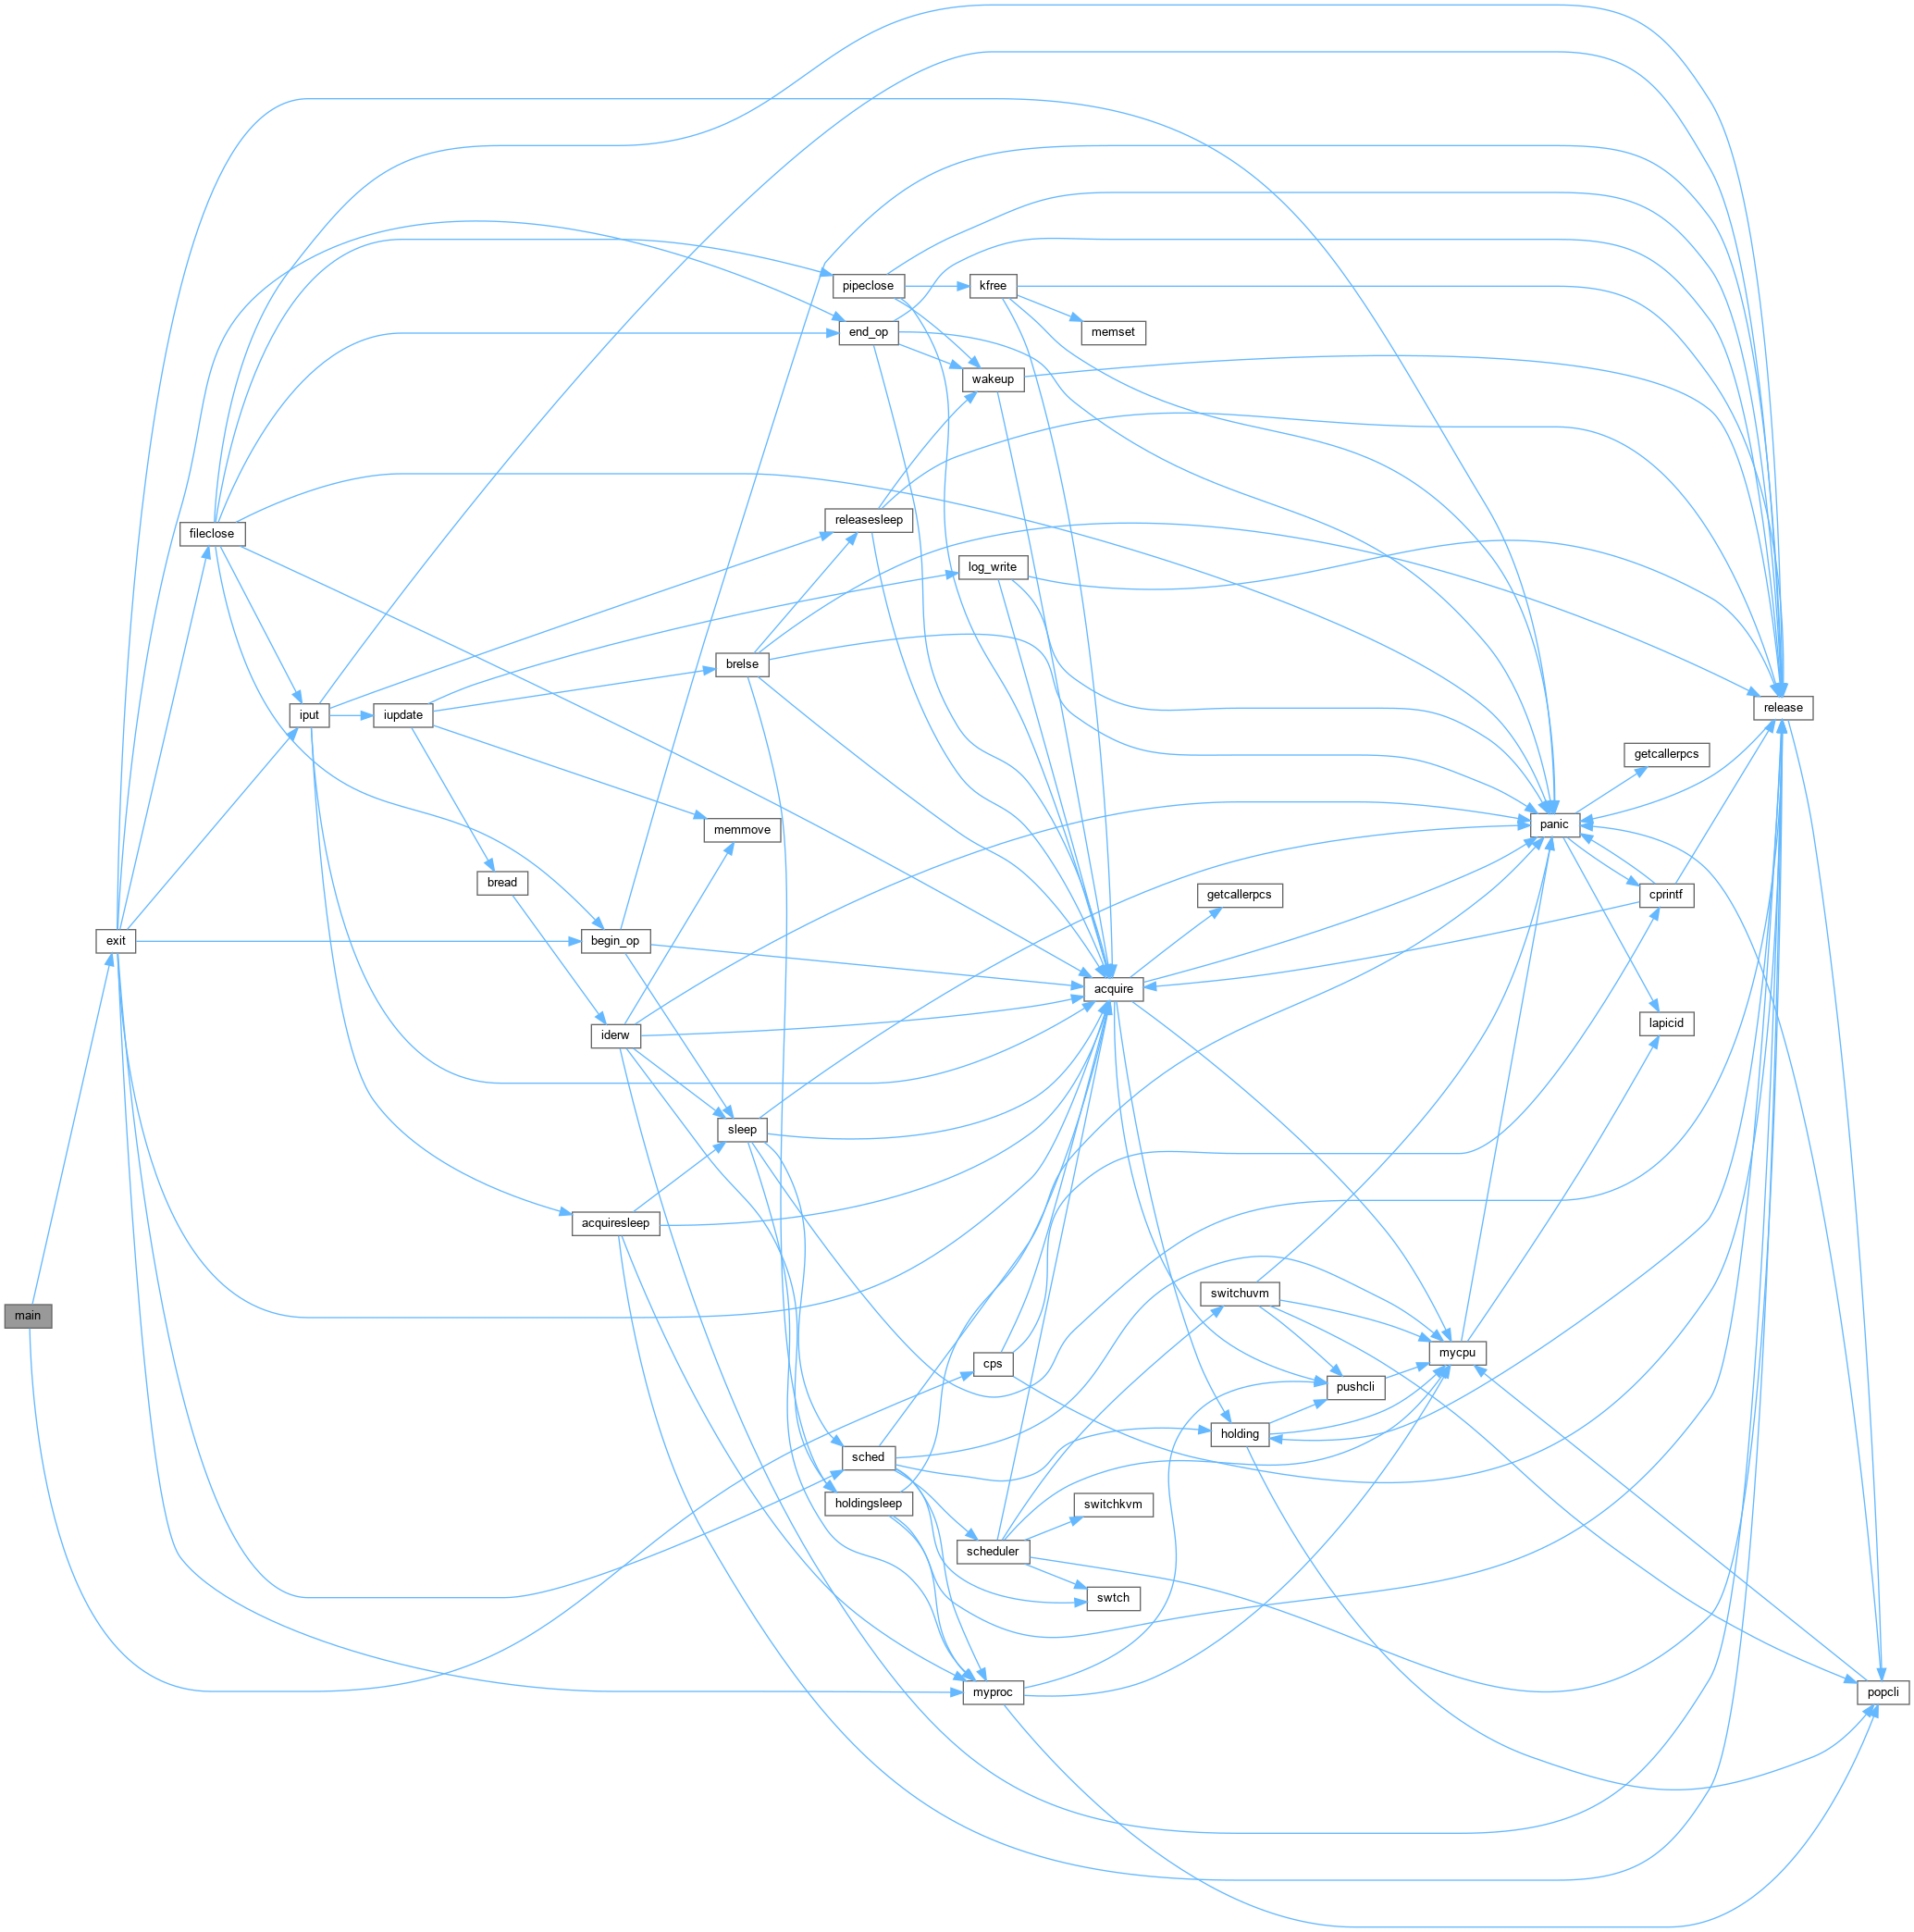 main
exit
fileclose
iput
iupdate
bread
begin_op
iderw
acquiresleep
brelse
memmove
sleep
pipeclose
end_op
releasesleep
sched
holdingsleep
kfree
wakeup
log_write
cps
scheduler
myproc
memset
acquire
switchkvm
swtch
getcallerpcs
switchuvm
holding
pushcli
mycpu
panic
getcallerpcs
cprintf
lapicid
release
popcli